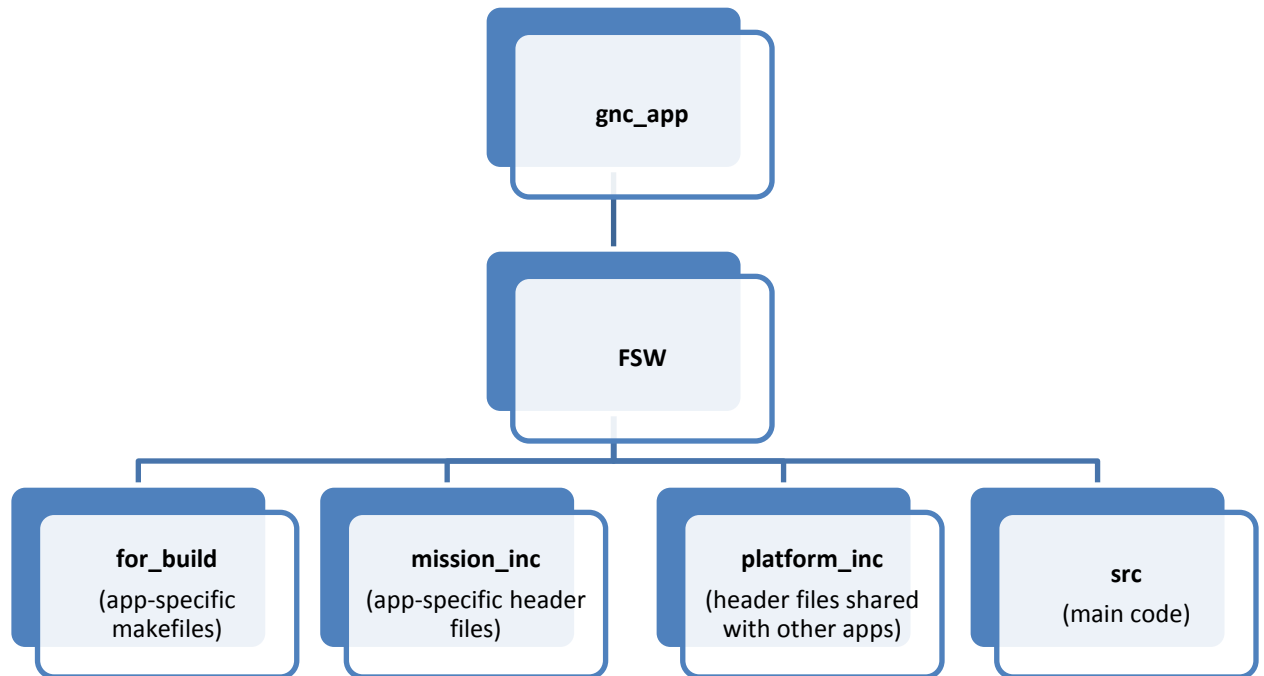 gnc_app
FSW
for_build
(app-specific
makefiles)
mission_inc
(app-specific header
files)
platform_inc
(header files shared
with other apps)
src
(main code)